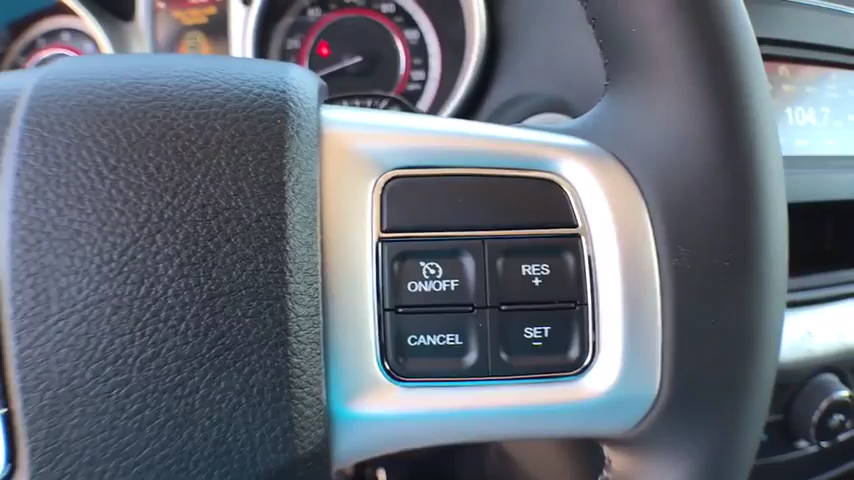 104.7
ON/OFF
RES
+
CANCEL
SET
–